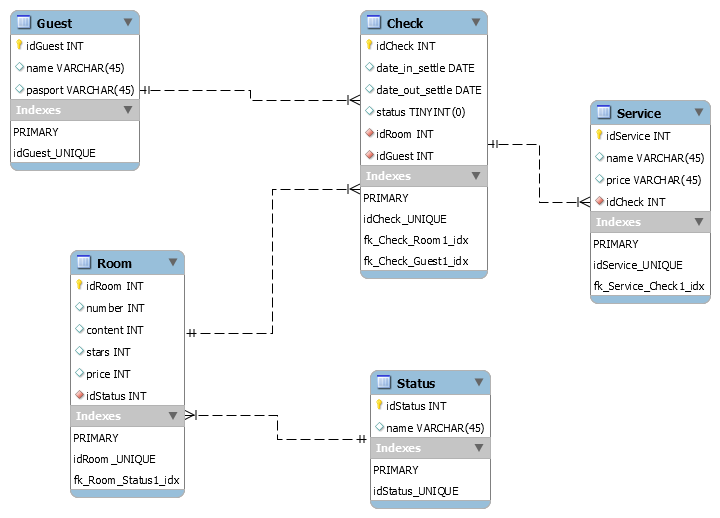 Guest
idGuest INT
name VARCHAR(45)
pasport VARCHAR(45)
Indexes
PRIMARY
idGuest_UNIQUE
Check
idCheck INT
date_in_settle DATE
date_out_settle DATE
status TINYINT(0)
idRoom INT
idGuest INT
Indexes
PRIMARY
idCheck_UNIQUE
fk_Check_Room1_idx
fk_Check_Guest1_idx
Service
idService INT
name VARCHAR(45)
price VARCHAR(45)
idCheck INT
Indexes
PRIMARY
idService_UNIQUE
fk_Service_Check1_idx
Room
idRoom INT
number INT
content INT
stars INT
price INT
idStatus INT
Indexes
PRIMARY
idRoom _UNIQUE
fk_Room_Status1_idx
Status
idStatus INT
name VARCHAR(45)
Indexes
PRIMARY
idStatus_UNIQUE